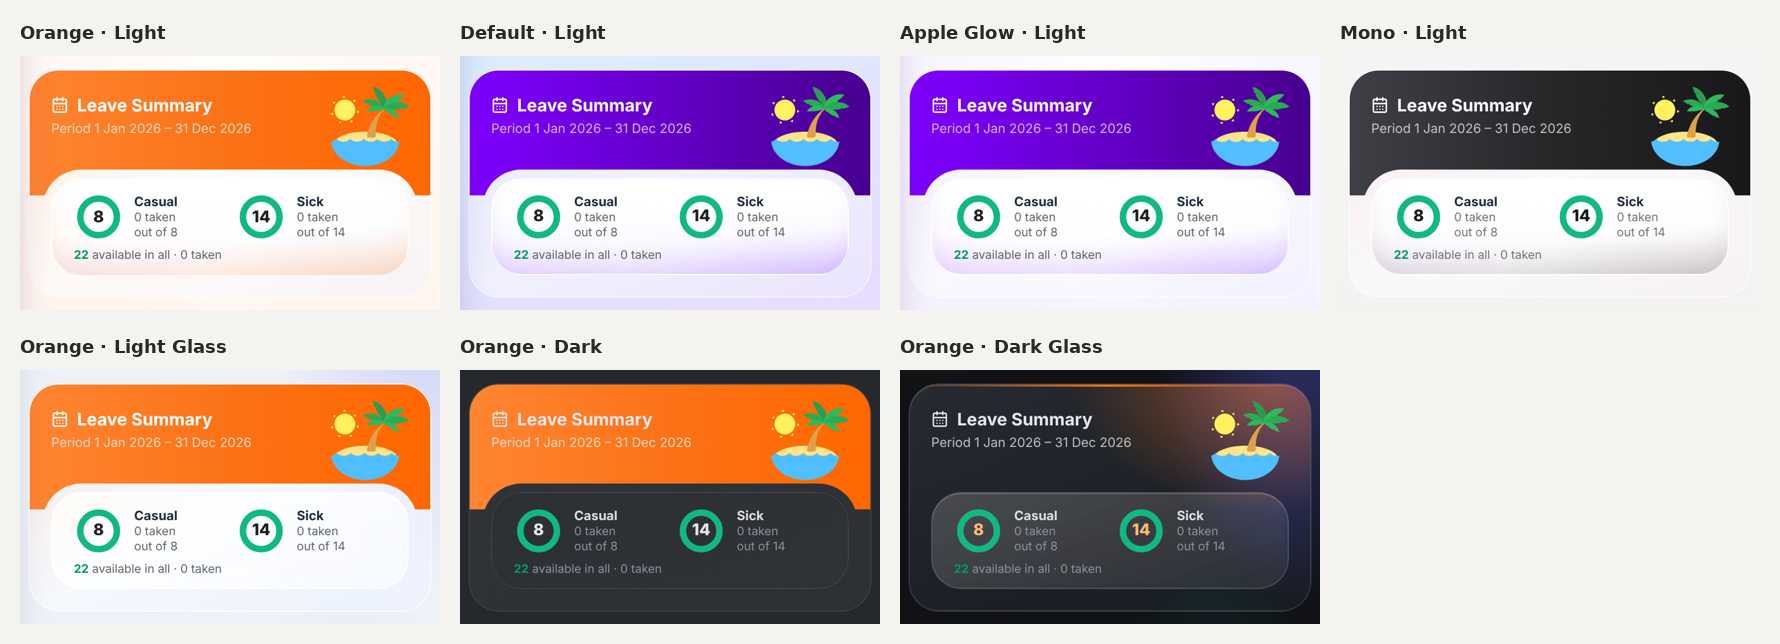 Orange · Light
Leave Summary
Period 1 Jan 2026 – 31 Dec 2026
8
Casual
0 taken
out of 8
14
Sick
0 taken
out of 14
22 available in all · 0 taken
Default · Light
Leave Summary
Period 1 Jan 2026 – 31 Dec 2026
8
Casual
0 taken
out of 8
14
Sick
0 taken
out of 14
22 available in all · 0 taken
Apple Glow · Light
Leave Summary
Period 1 Jan 2026 – 31 Dec 2026
8
Casual
0 taken
out of 8
14
Sick
0 taken
out of 14
22 available in all · 0 taken
Mono · Light
Leave Summary
Period 1 Jan 2026 – 31 Dec 2026
8
Casual
0 taken
out of 8
14
Sick
0 taken
out of 14
22 available in all · 0 taken
Orange · Light Glass
Leave Summary
Period 1 Jan 2026 – 31 Dec 2026
8
Casual
0 taken
out of 8
14
Sick
0 taken
out of 14
22 available in all · 0 taken
Orange · Dark
Leave Summary
Period 1 Jan 2026 – 31 Dec 2026
8
Casual
0 taken
out of 8
14
Sick
0 taken
out of 14
22 available in all · 0 taken
Orange · Dark Glass
Leave Summary
Period 1 Jan 2026 – 31 Dec 2026
8
Casual
0 taken
out of 8
14
Sick
0 taken
out of 14
22 available in all · 0 taken